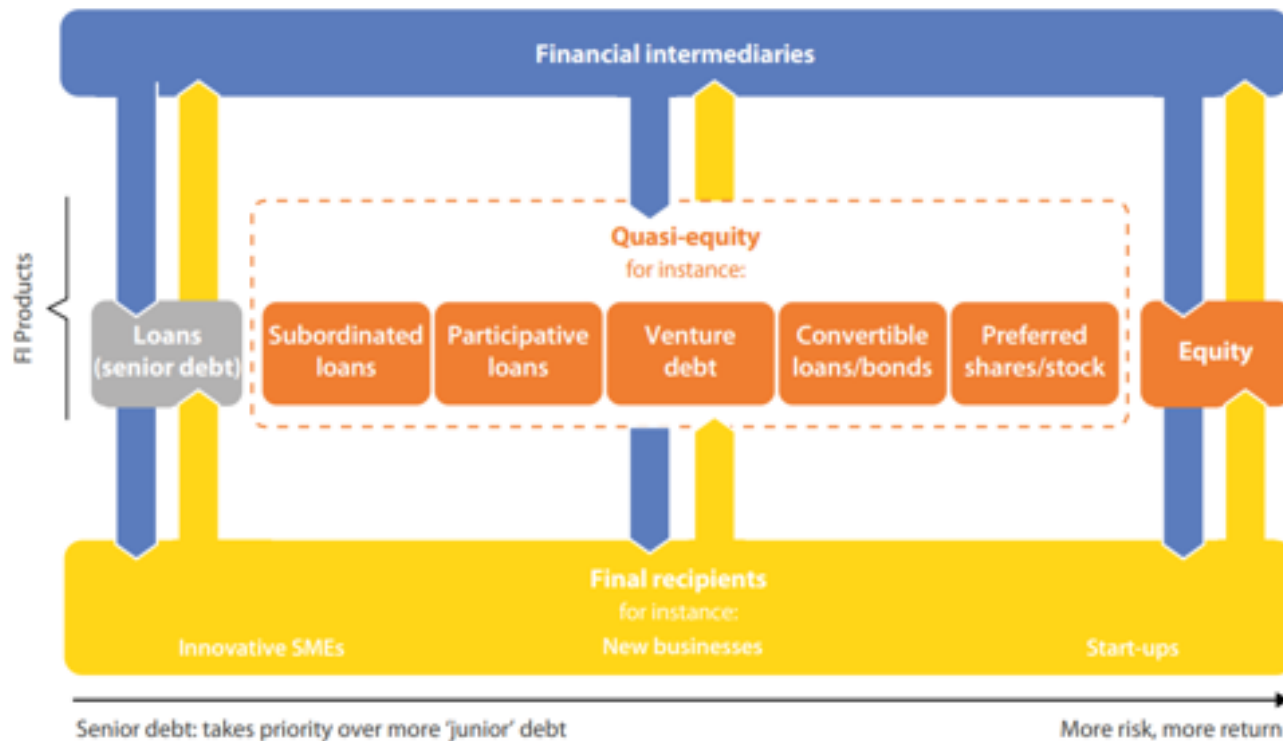 Financial intermediaries
FI Products
Quasi-equity
for instance:
Loans
(senior debt)
Subordinated
loans
Participative
loans
Venture
debt
Convertible
loans/bonds
Preferred
shares/stock
Equity
Final recipients
for instance:
Innovative SMEs
New businesses
Start-ups
Senior debt: takes priority over more ‘junior’ debt
More risk, more return